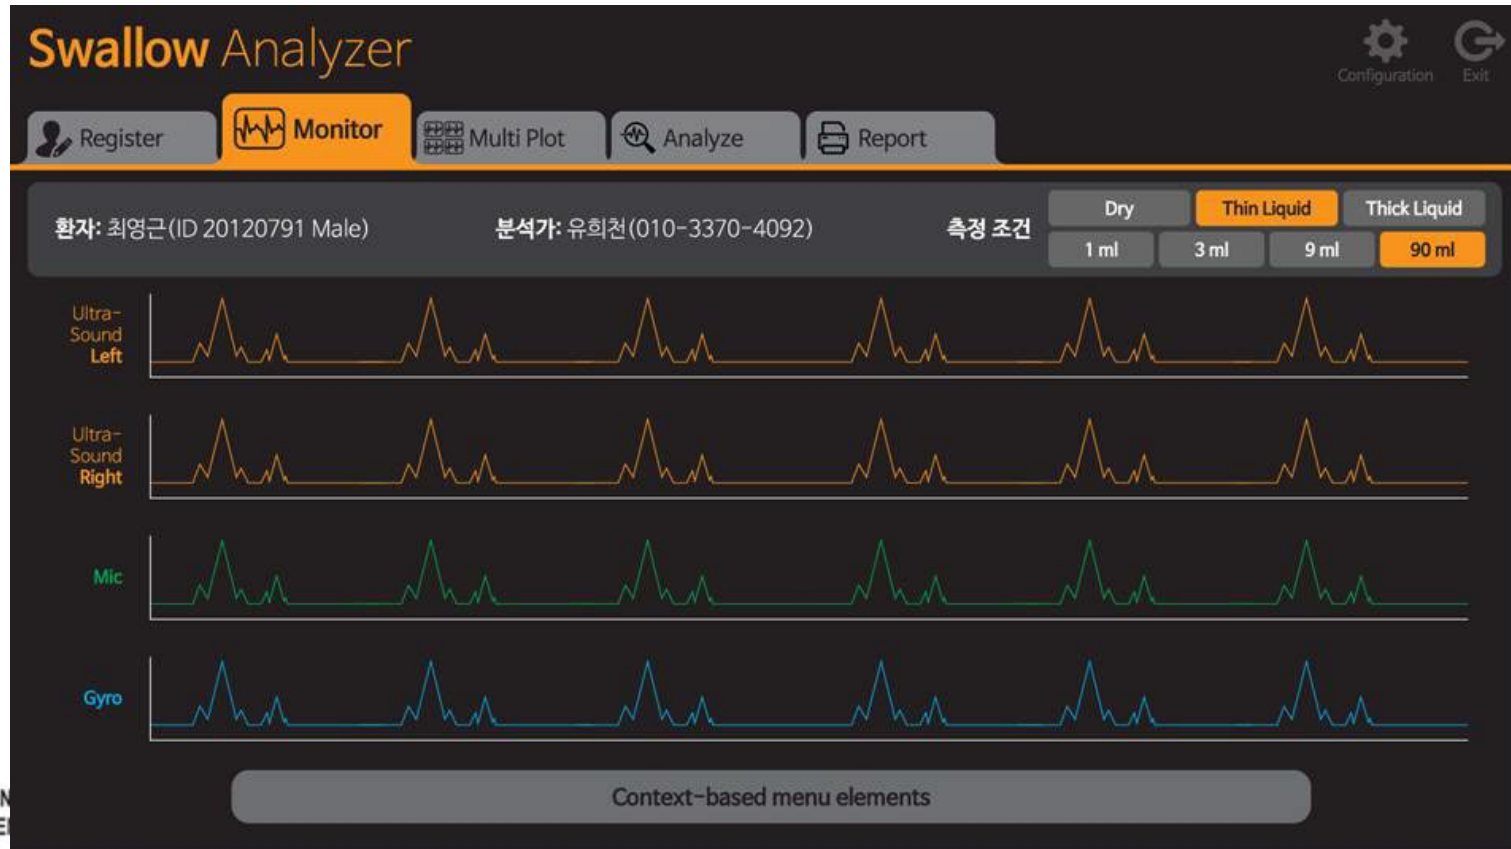 Swallow Analyzer
Configuration
Exit
Register
Monitor
Multi Plot
Analyze
Report
환자: 최영근(ID 20120791 Male)
분석가: 유희천(010-3370-4092)
측정 조건
Dry
Thin Liquid
Thick Liquid
1 ml
3 ml
9 ml
90 ml
Ultra-
Sound
Left
Ultra-
Sound
Right
Mic
Gyro
Context-based menu elements